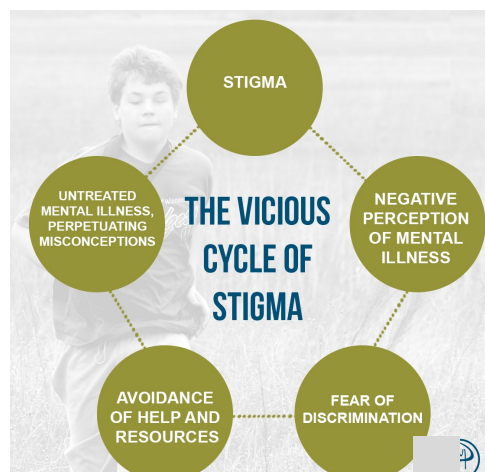 STIGMA
NEGATIVE
PERCEPTION
OF MENTAL
ILLNESS
FEAR OF
DISCRIMINATION
AVOIDANCE
OF HELP AND
RESOURCES
UNTREATED
MENTAL ILLNESS,
PERPETUATING
MISCONCEPTIONS
THE VICIOUS
CYCLE OF
STIGMA